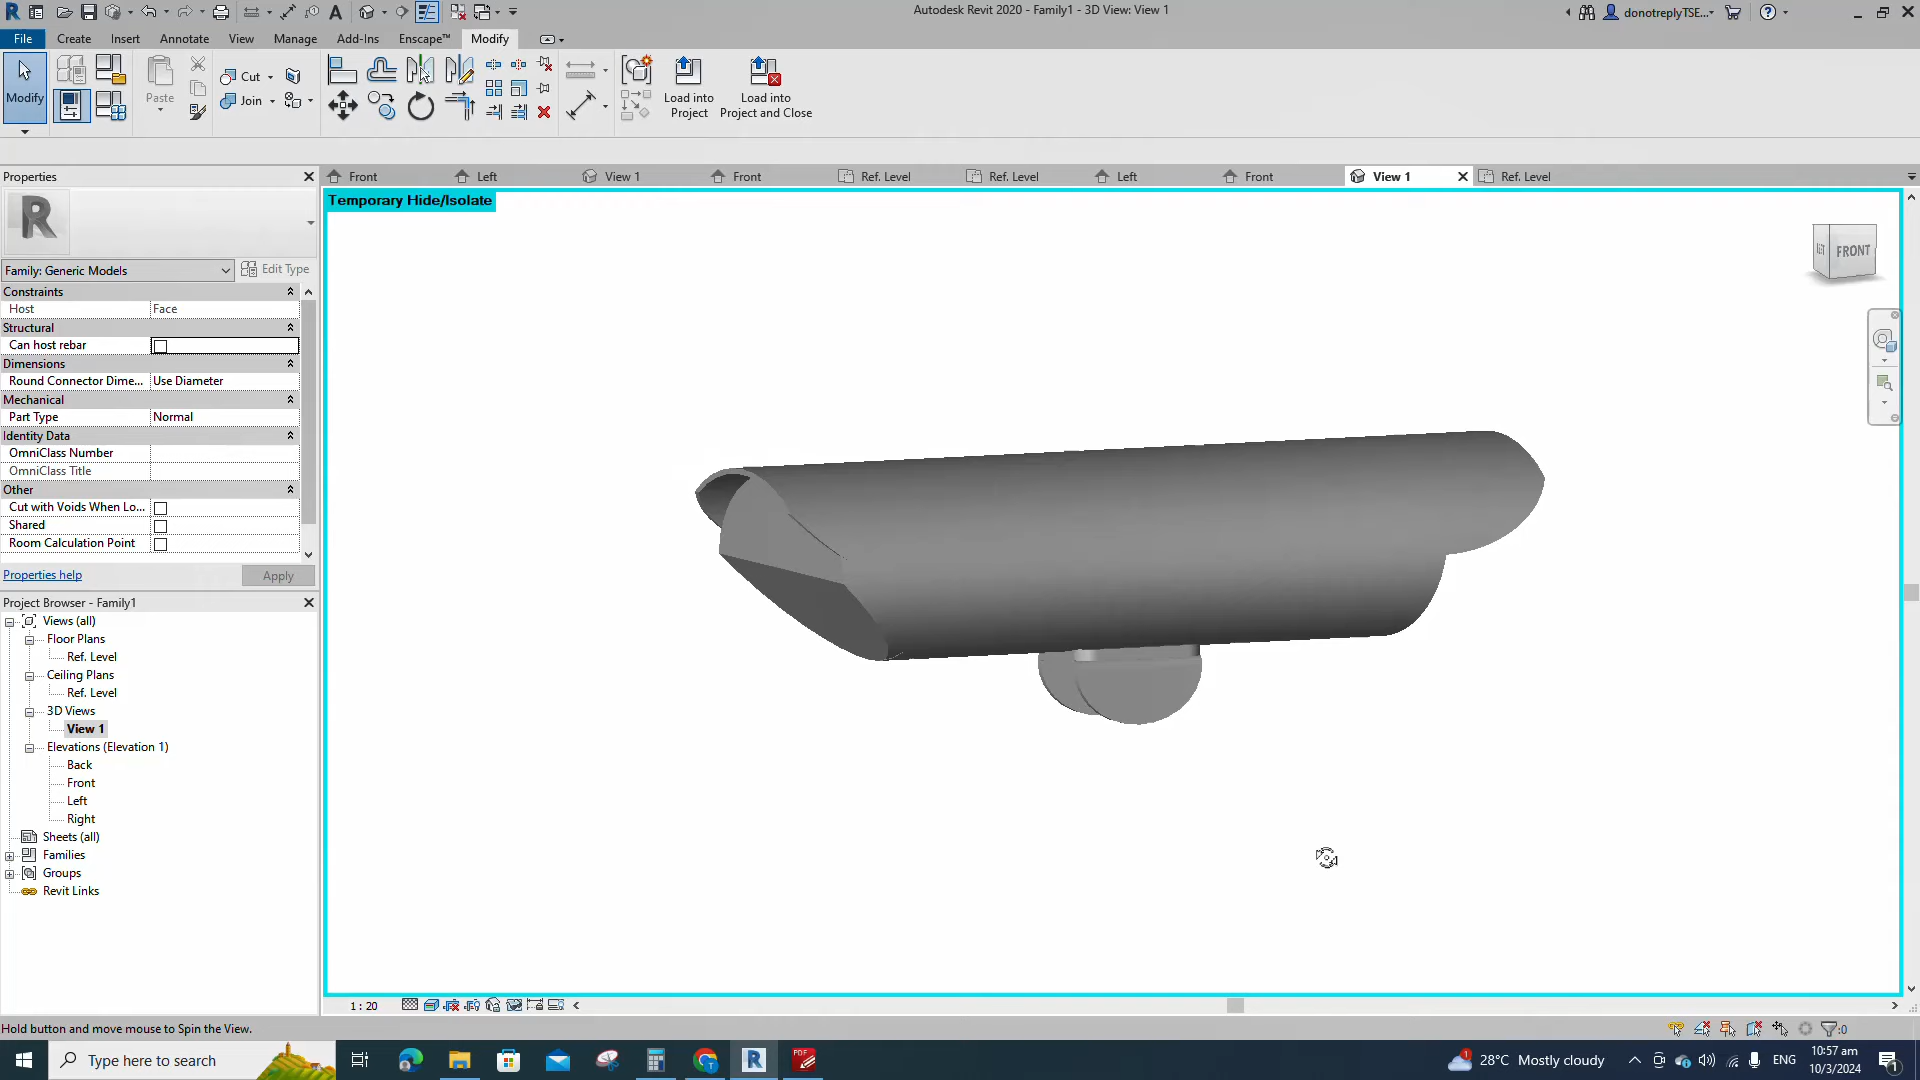 Autodesk Revit 2020 - Family1 - 3D View: View 1
donotreplyTSE...
File
Create
Insert
Annotate
View
Manage
Add-Ins
Enscape™
Modify
Modify
Paste
Cut
Join
Load into
Project
Load into
Project and Close
Properties
Front
Left
View 1
Front
Ref. Level
Ref. Level
Left
Front
View 1
Ref. Level
Temporary Hide/Isolate
FRONT
Family: Generic Models
Edit Type
Constraints
Host
Face
Structural
Can host rebar
Dimensions
Round Connector Dime...
Use Diameter
Mechanical
Part Type
Normal
Identity Data
OmniClass Number
OmniClass Title
Other
Cut with Voids When Lo...
Shared
Room Calculation Point
Properties help
Apply
Project Browser - Family1
Views (all)
Floor Plans
Ref. Level
Ceiling Plans
Ref. Level
3D Views
View 1
Elevations (Elevation 1)
Back
Front
Left
Right
Sheets (all)
Families
Groups
Revit Links
1 : 20
Hold button and move mouse to Spin the View.
:0
Type here to search
28°C Mostly cloudy
ENG
10:57 am
10/3/2024